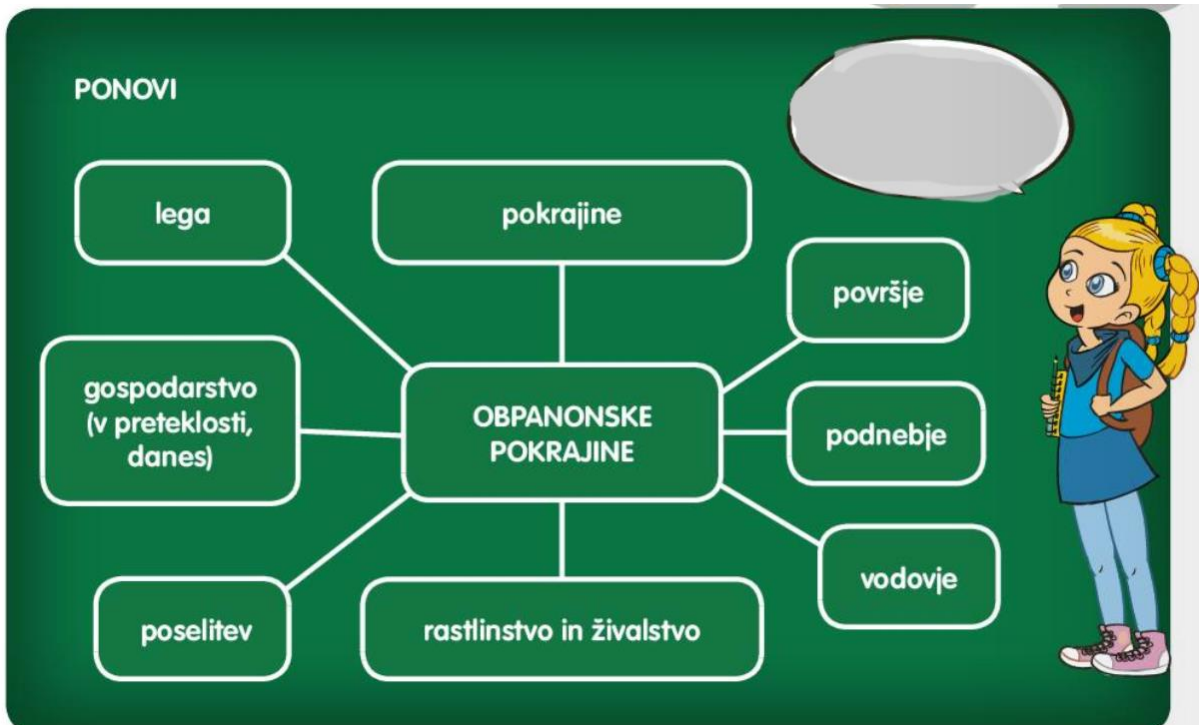 PONOVI
lega
pokrajine
površje
gospodarstvo
(v preteklosti,
danes)
OBPANONSKE
POKRAJINE
podnebje
vodovje
poselitev
rastlinstvo in živalstvo